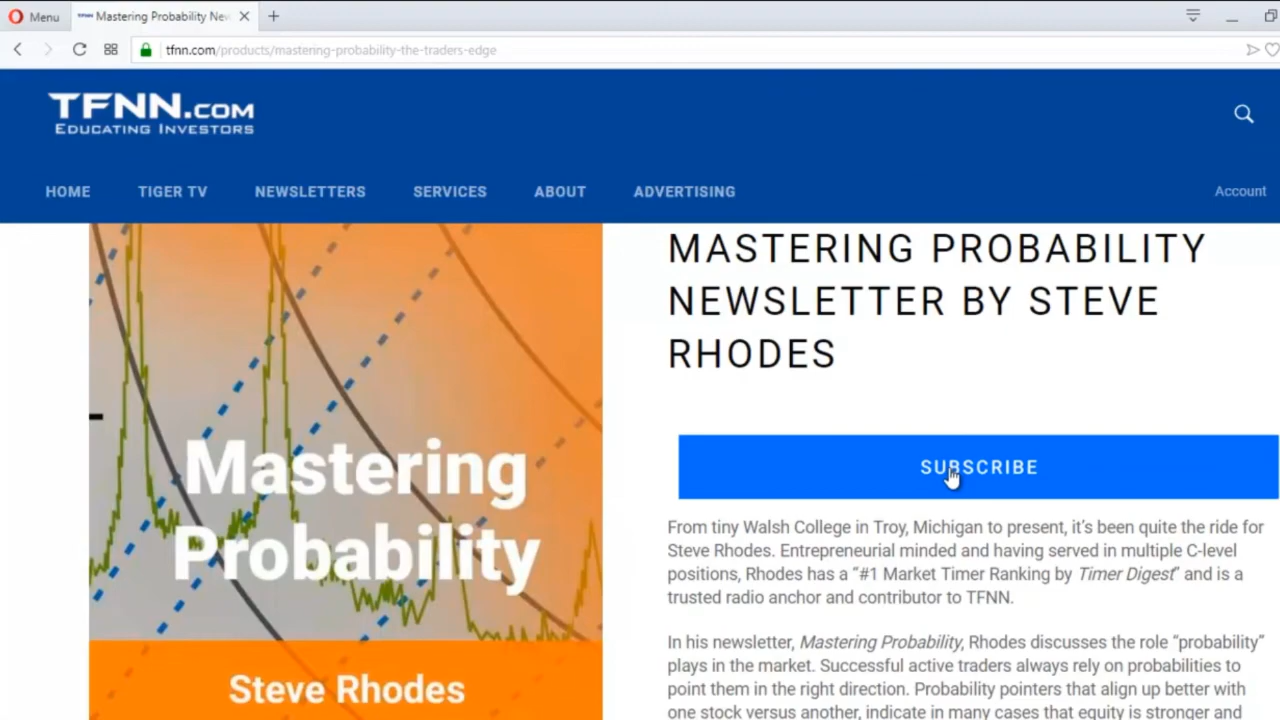 Menu
Mastering Probability New
tfnn.com/products/mastering-probability-the-traders-edge
TFNN.COM
EDUCATING INVESTORS
HOME TIGER TV NEWSLETTERS SERVICES ABOUT ADVERTISING Account
Mastering
Probability
Steve Rhodes
MASTERING PROBABILITY
NEWSLETTER BY STEVE
RHODES
SUBSCRIBE
From tiny Walsh College in Troy, Michigan to present, it’s been quite the ride for
Steve Rhodes. Entrepreneurial minded and having served in multiple C-level
positions, Rhodes has a “#1 Market Timer Ranking by Timer Digest” and is a
trusted radio anchor and contributor to TFNN.
In his newsletter, Mastering Probability, Rhodes discusses the role “probability”
plays in the market. Successful active traders always rely on probabilities to
point them in the right direction. Probability pointers that align up better with
one stock versus another, indicate in many cases that equity is stronger and